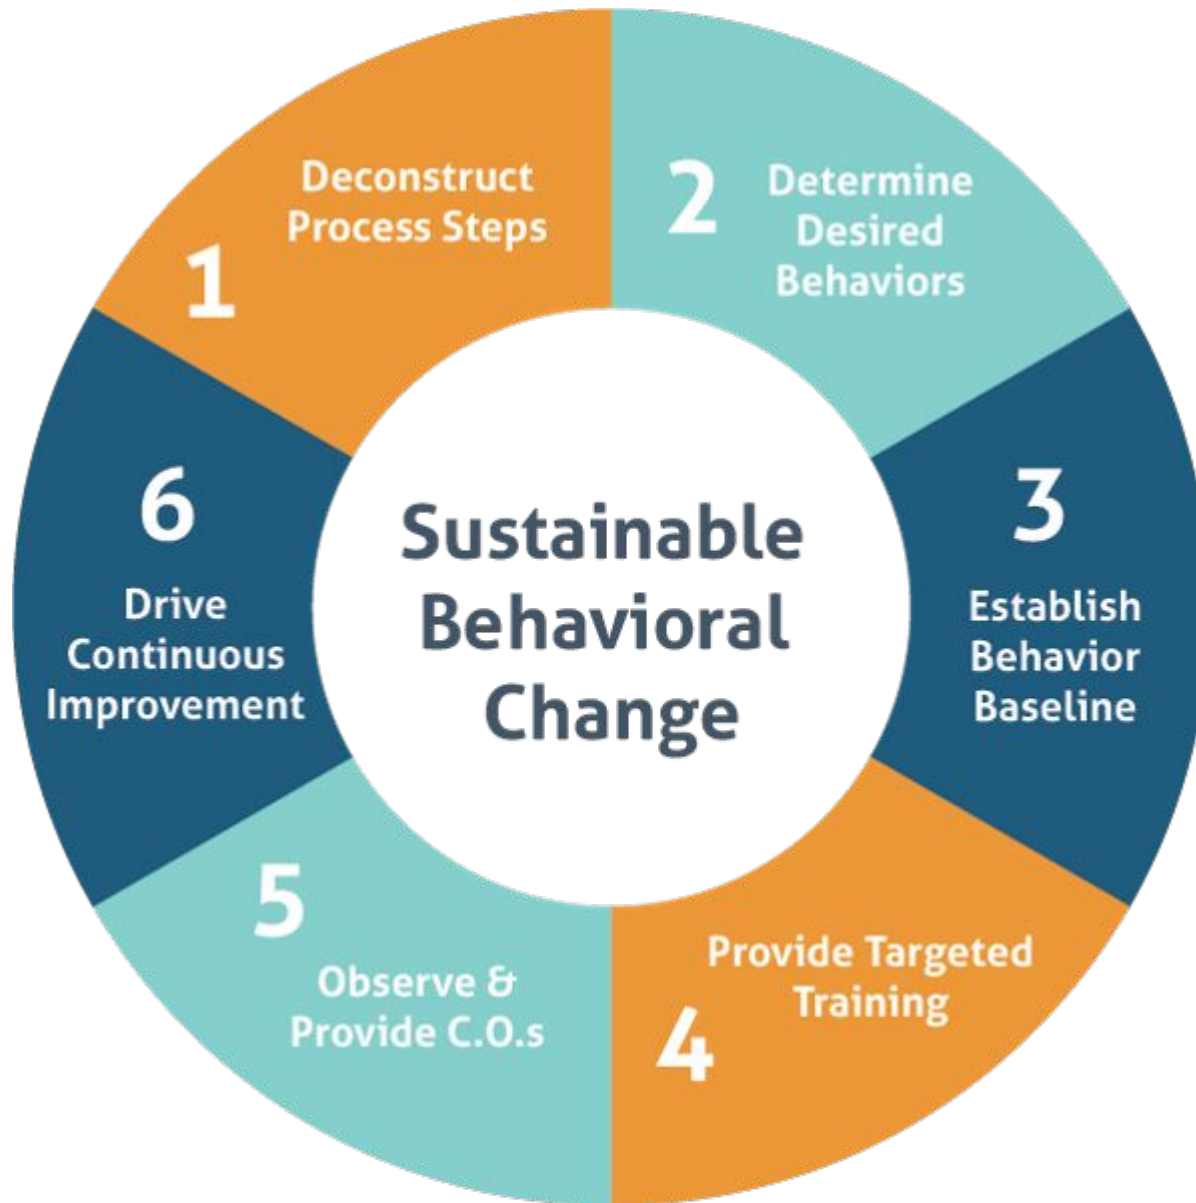 1
Deconstruct
Process Steps
2
Determine
Desired
Behaviors
3
Establish
Behavior
Baseline
4
Provide Targeted
Training
5
Observe &
Provide C.O.s
6
Drive
Continuous
Improvement
Sustainable
Behavioral
Change